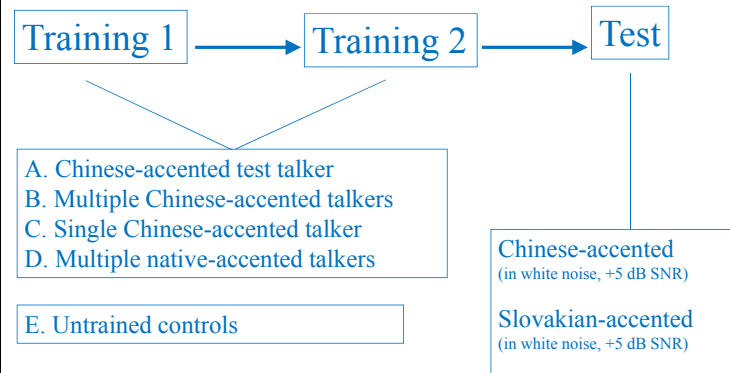 Training 1
Training 2
Test
A. Chinese-accented test talker
B. Multiple Chinese-accented talkers
C. Single Chinese-accented talker
D. Multiple native-accented talkers
E. Untrained controls
Chinese-accented
(in white noise, +5 dB SNR)
Slovakian-accented
(in white noise, +5 dB SNR)